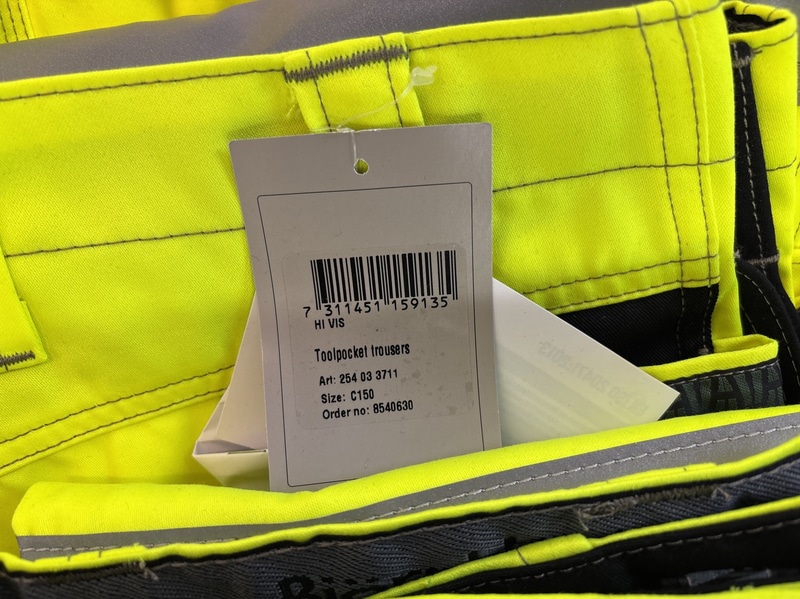 7 311451 159135
HI VIS
Toolpocket trousers
Art: 254 03 3711
Size: C150
Order no: 8540630